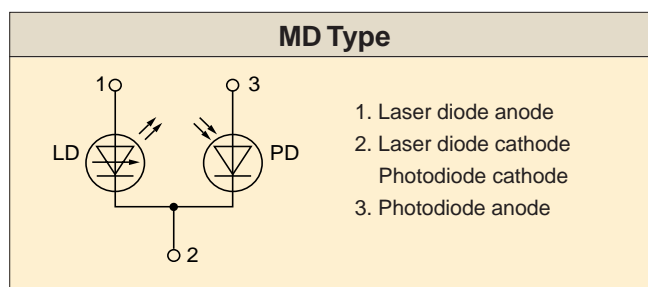 MD Type
1
3
LD
PD
2
1. Laser diode anode
2. Laser diode cathode
Photodiode cathode
3. Photodiode anode